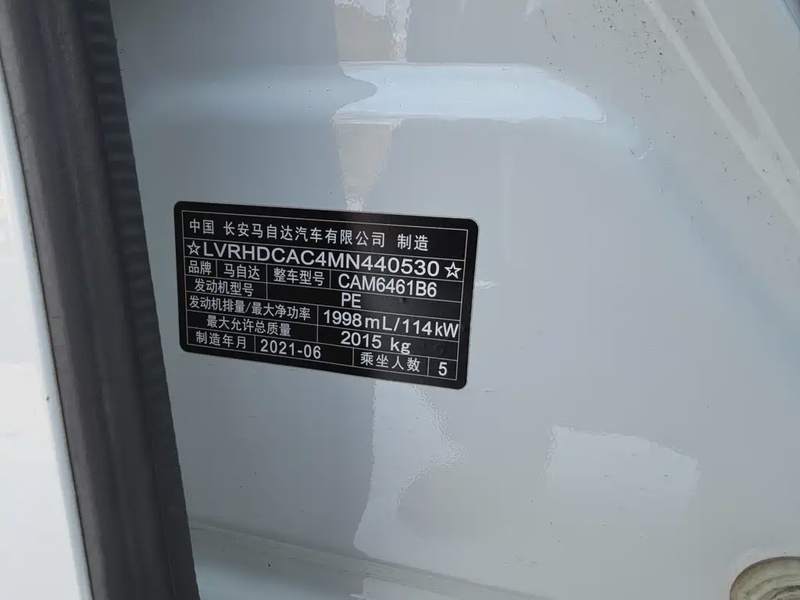 中国 长安马自达汽车有限公司 制造
☆LVRHDCAC4MN440530☆
品牌 马自达 整车型号 CAM6461B6
发动机型号 PE
发动机排量/最大净功率 1998mL/114kW
最大允许总质量 2015 kg
制造年月 2021-06 乘坐人数 5